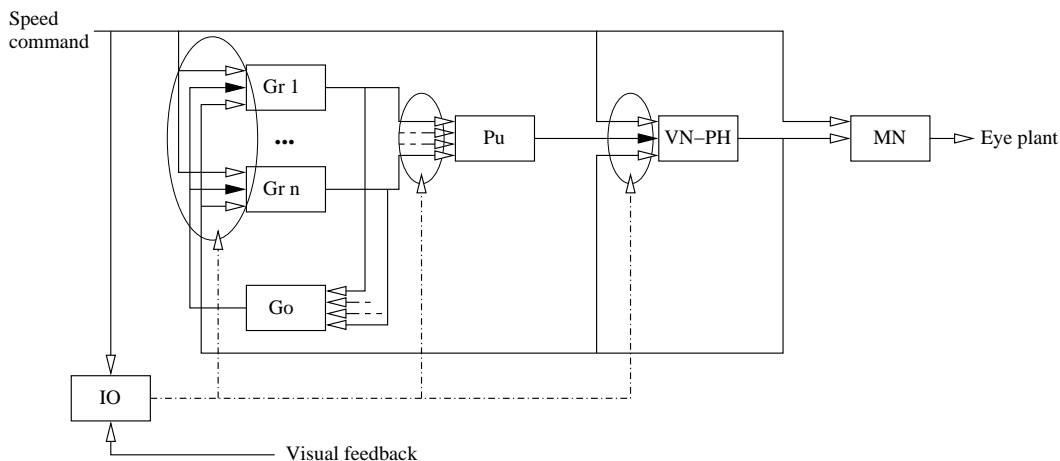 Speed
command
Gr 1
...
Gr n
Pu
VN–PH
MN
Eye plant
Go
IO
Visual feedback